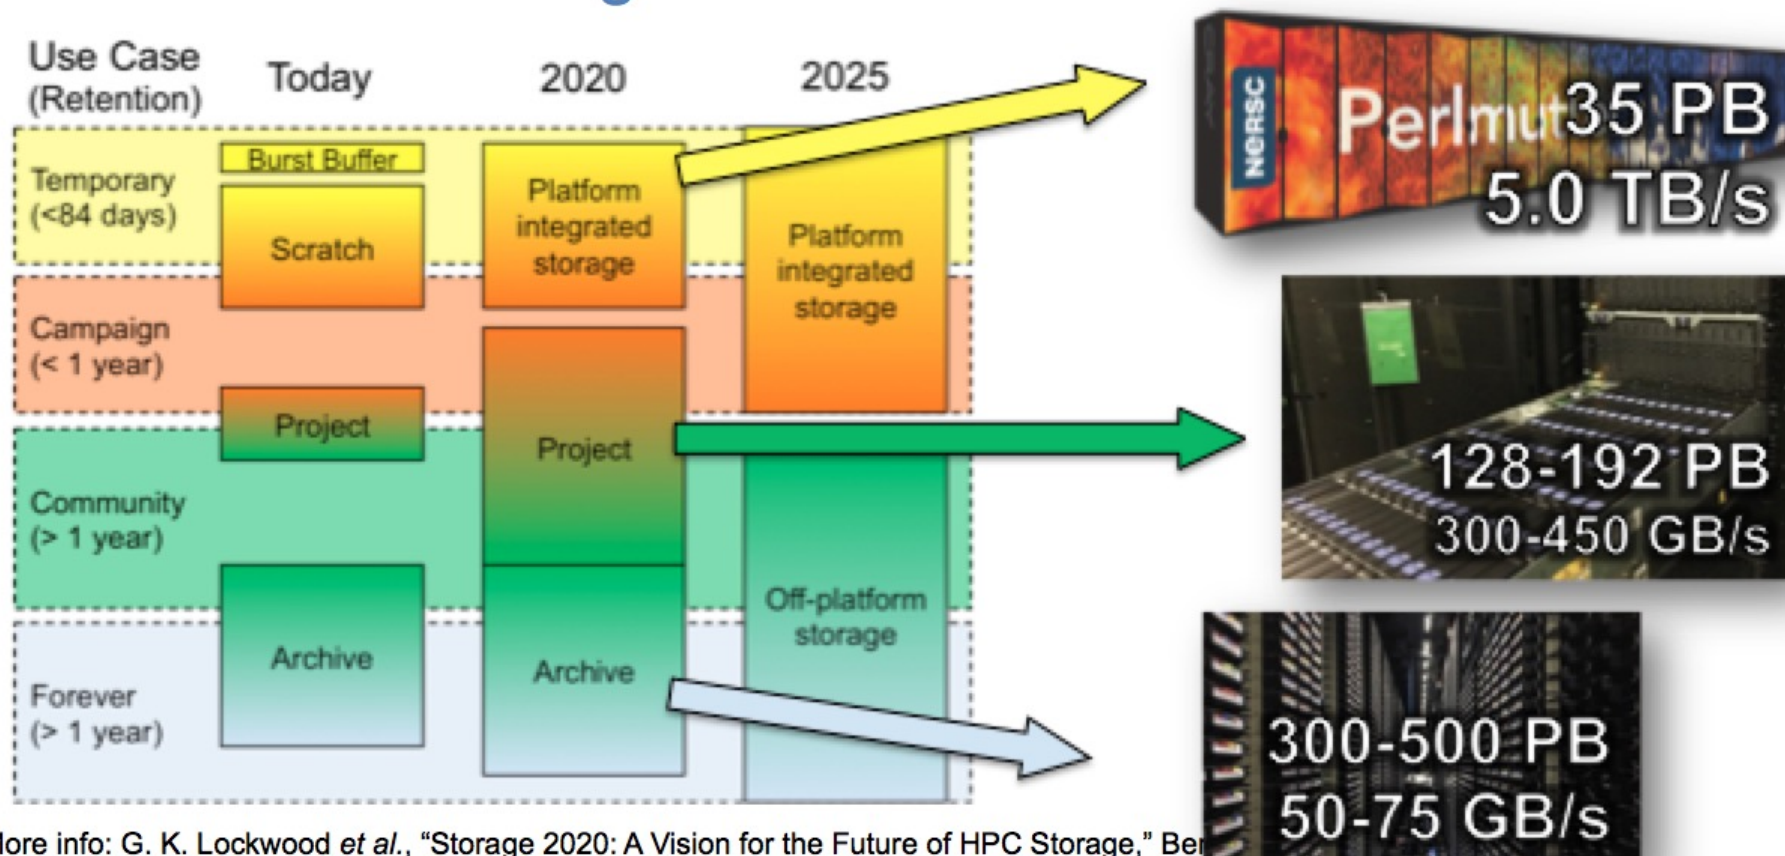 Use Case
(Retention)
Today
2020
2025
Temporary
(<84 days)
Campaign
(< 1 year)
Community
(> 1 year)
Forever
(> 1 year)
Burst Buffer
Scratch
Project
Archive
Platform
integrated
storage
Project
Archive
Platform
integrated
storage
Off-platform
storage
NERSC
Perlmut
35 PB
5.0 TB/s
128-192 PB
300-450 GB/s
300-500 PB
50-75 GB/s
info: G. K. Lockwood et al., “Storage 2020: A Vision for the Future of HPC Storage,”